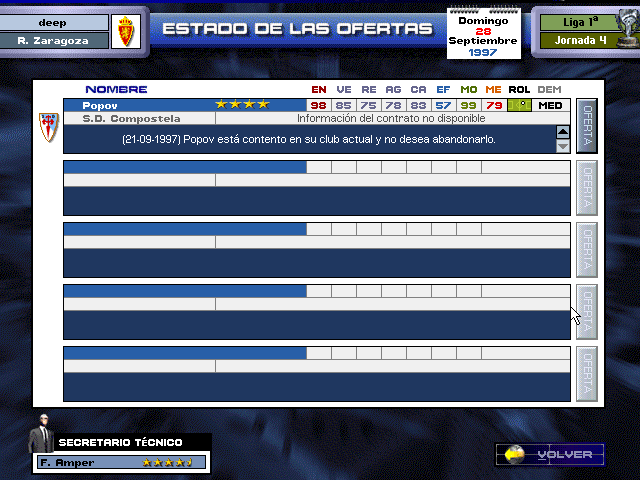 deep
R. Zaragoza
ESTADO DE LAS OFERTAS
Domingo
28
Septiembre
1997
Liga 1ª
Jornada 4
NOMBRE EN VE RE AG CA EF MO ME ROL DEM
Popov 98 85 75 78 83 57 99 79 MED
S.D. Compostela Información del contrato no disponible
(21-09-1997) Popov está contento en su club actual y no desea abandonarlo.
OFERTA
OFERTA
OFERTA
OFERTA
OFERTA
SECRETARIO TÉCNICO
F. Amper
VOLVER